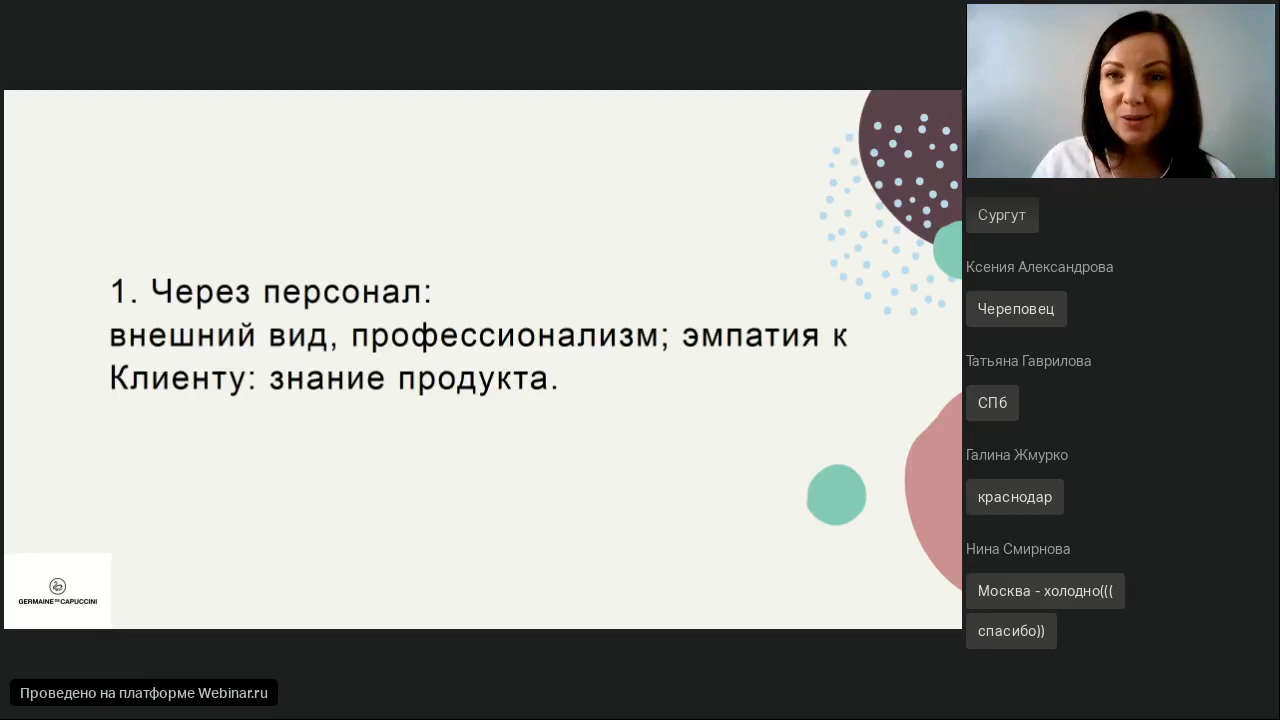 1. Через персонал:
внешний вид, профессионализм; эмпатия к
Клиенту: знание продукта.
GERMAINE DE CAPUCCINI
Сургут
Ксения Александрова
Череповец
Татьяна Гаврилова
СПб
Галина Жмурко
краснодар
Нина Смирнова
Москва - холодно(((
спасибо))
Проведено на платформе Webinar.ru